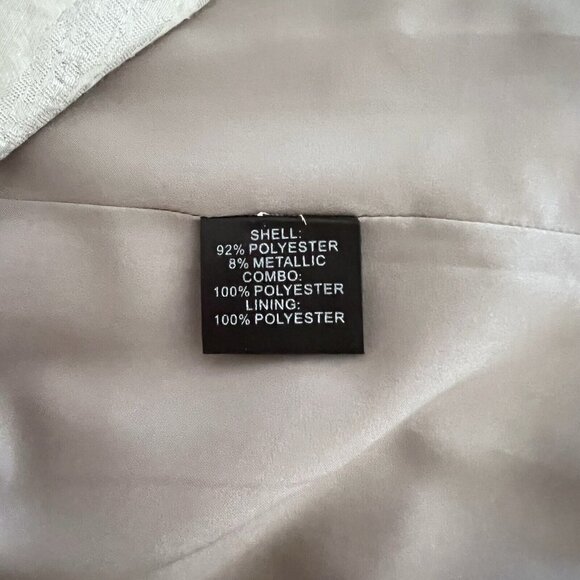 SHELL:
92% POLYESTER
8% METALLIC
COMBO:
100% POLYESTER
LINING:
100% POLYESTER